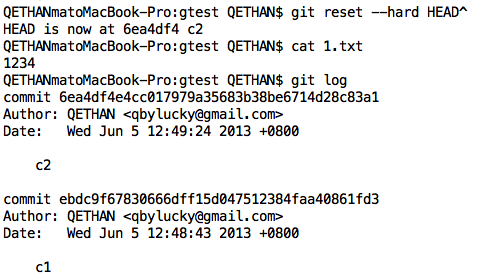 QETHANmatoMacBook-Pro:gtest QETHAN$ git reset --hard HEAD^
HEAD is now at 6ea4df4 c2
QETHANmatoMacBook-Pro:gtest QETHAN$ cat 1.txt
1234
QETHANmatoMacBook-Pro:gtest QETHAN$ git log
commit 6ea4df4e4cc017979a35683b38be6714d28c83a1
Author: QETHAN <qbylucky@gmail.com>
Date:   Wed Jun 5 12:49:24 2013 +0800
c2
commit ebdc9f67830666dff15d047512384faa40861fd3
Author: QETHAN <qbylucky@gmail.com>
Date:   Wed Jun 5 12:48:43 2013 +0800
c1